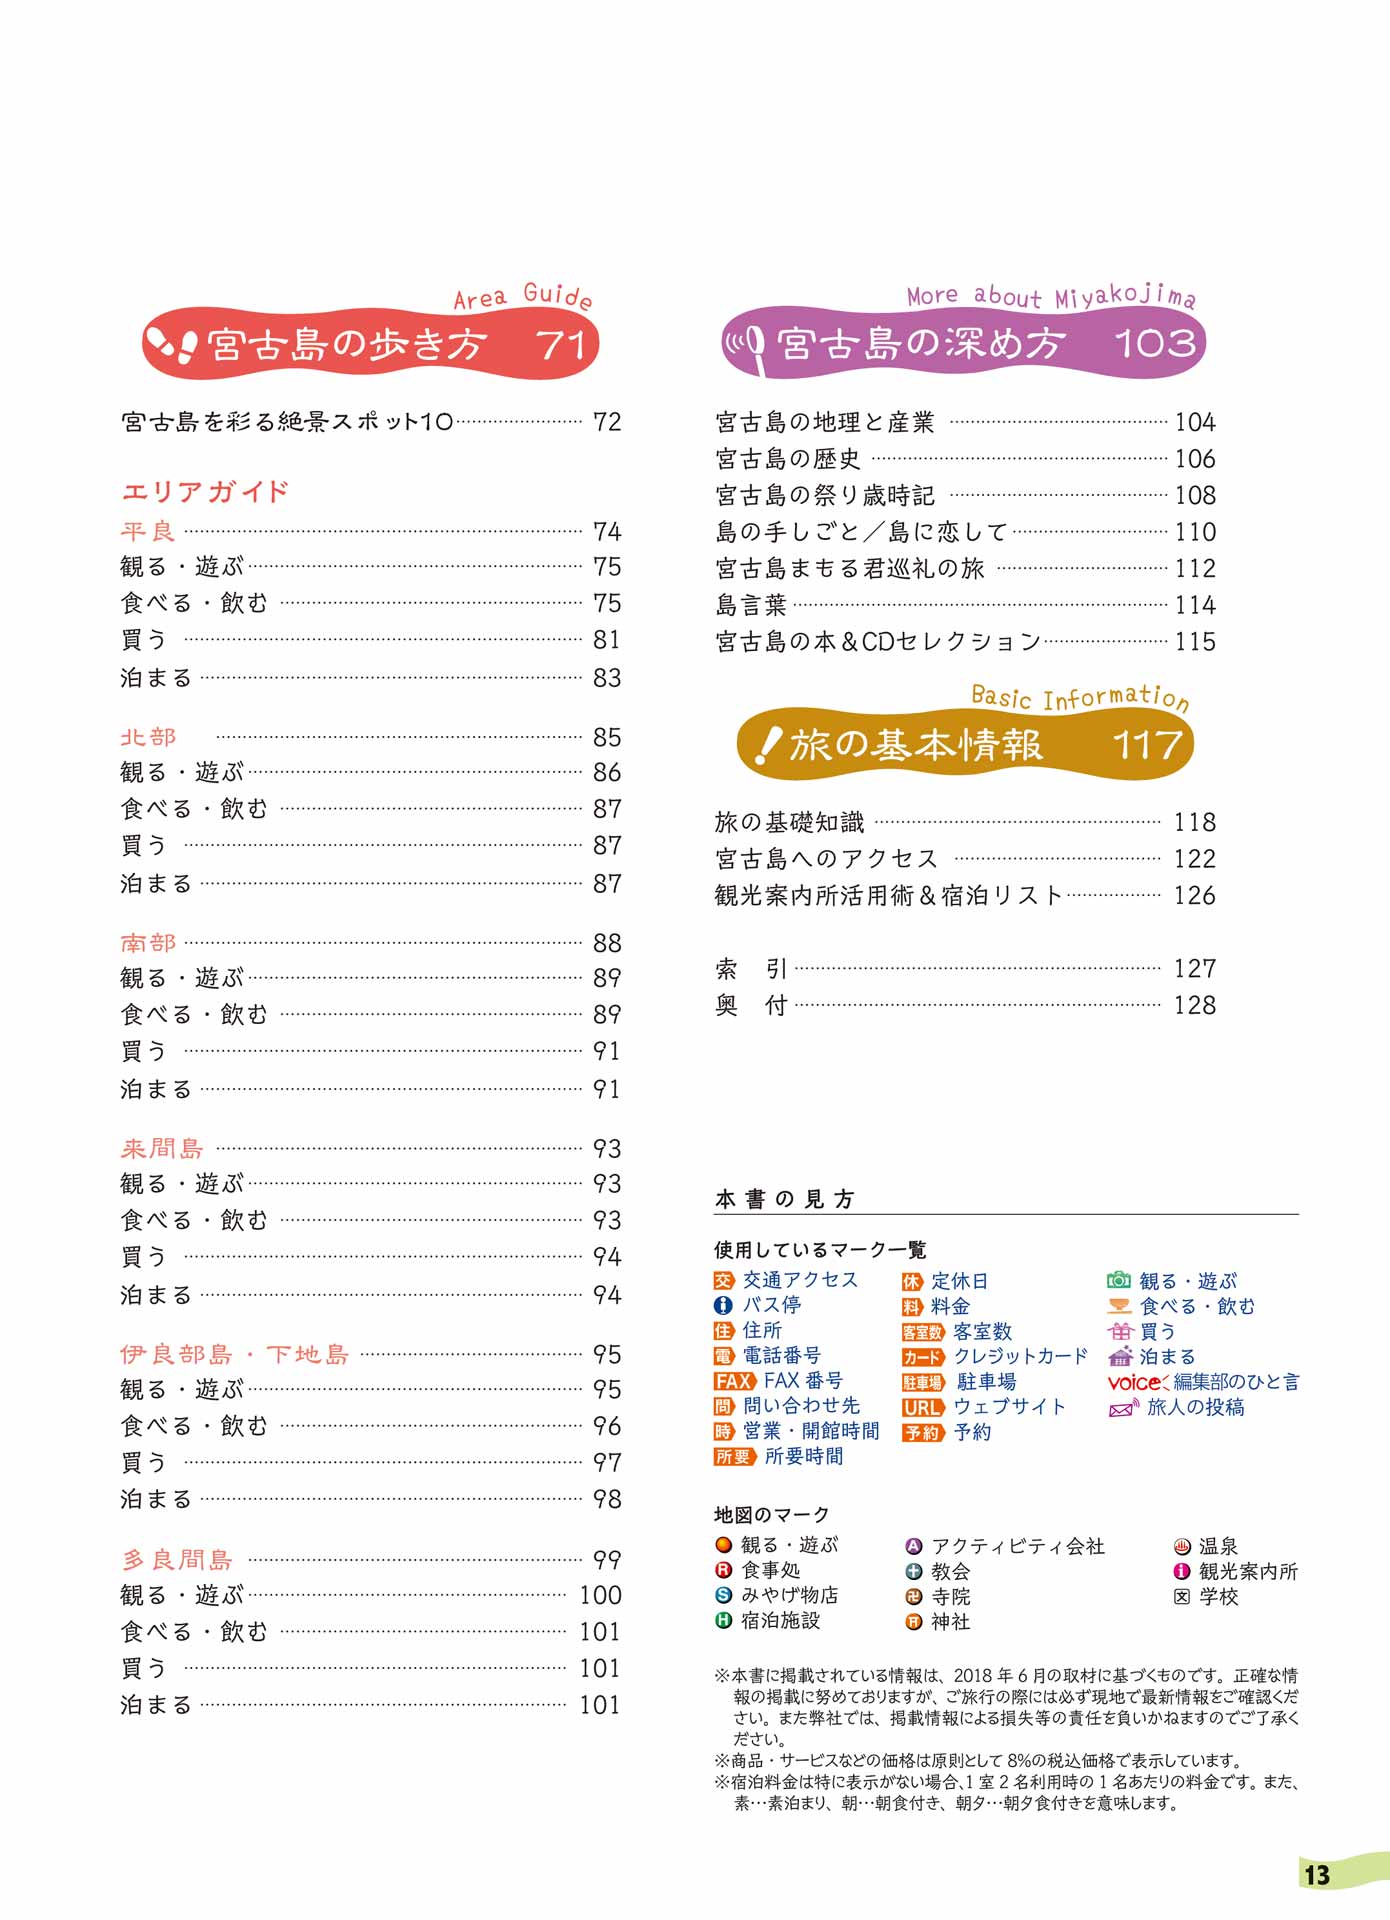 Area Guide
宮古島の歩き方 71
宮古島を彩る絶景スポット10 72
エリアガイド
平良 74
観る・遊ぶ 75
食べる・飲む 75
買う 81
泊まる 83
北部 85
観る・遊ぶ 86
食べる・飲む 87
買う 87
泊まる 87
南部 88
観る・遊ぶ 89
食べる・飲む 89
買う 91
泊まる 91
来間島 93
観る・遊ぶ 93
食べる・飲む 93
買う 94
泊まる 94
伊良部島・下地島 95
観る・遊ぶ 95
食べる・飲む 96
買う 97
泊まる 98
多良間島 99
観る・遊ぶ 100
食べる・飲む 101
買う 101
泊まる 101
More about Miyakojima
宮古島の深め方 103
宮古島の地理と産業 104
宮古島の歴史 106
宮古島の祭り歳時記 108
島の手しごと／島に恋して 110
宮古島まもる君巡礼の旅 112
島言葉 114
宮古島の本＆CDセレクション 115
Basic Information
旅の基本情報 117
旅の基礎知識 118
宮古島へのアクセス 122
観光案内所活用術＆宿泊リスト 126
索　引 127
奥　付 128
本書の見方
使用しているマーク一覧
交 交通アクセス
バス停
住 住所
電 電話番号
FAX FAX 番号
問 問い合わせ先
時 営業・開館時間
所要 所要時間
休 定休日
料 料金
客室数 客室数
カード クレジットカード
駐車場 駐車場
URL ウェブサイト
予約 予約
観る・遊ぶ
食べる・飲む
買う
泊まる
voice 編集部のひと言
旅人の投稿
地図のマーク
観る・遊ぶ
R 食事処
S みやげ物店
H 宿泊施設
A アクティビティ会社
教会
卍 寺院
神社
温泉
i 観光案内所
文 学校
※本書に掲載されている情報は、2018 年 6 月の取材に基づくものです。正確な情
報の掲載に努めておりますが、ご旅行の際には必ず現地で最新情報をご確認くだ
さい。また弊社では、掲載情報による損失等の責任を負いかねますのでご了承く
ださい。
※商品・サービスなどの価格は原則として 8%の税込価格で表示しています。
※宿泊料金は特に表示がない場合、1 室 2 名利用時の 1 名あたりの料金です。また、
素…素泊まり、朝…朝食付き、朝夕…朝夕食付きを意味します。
13